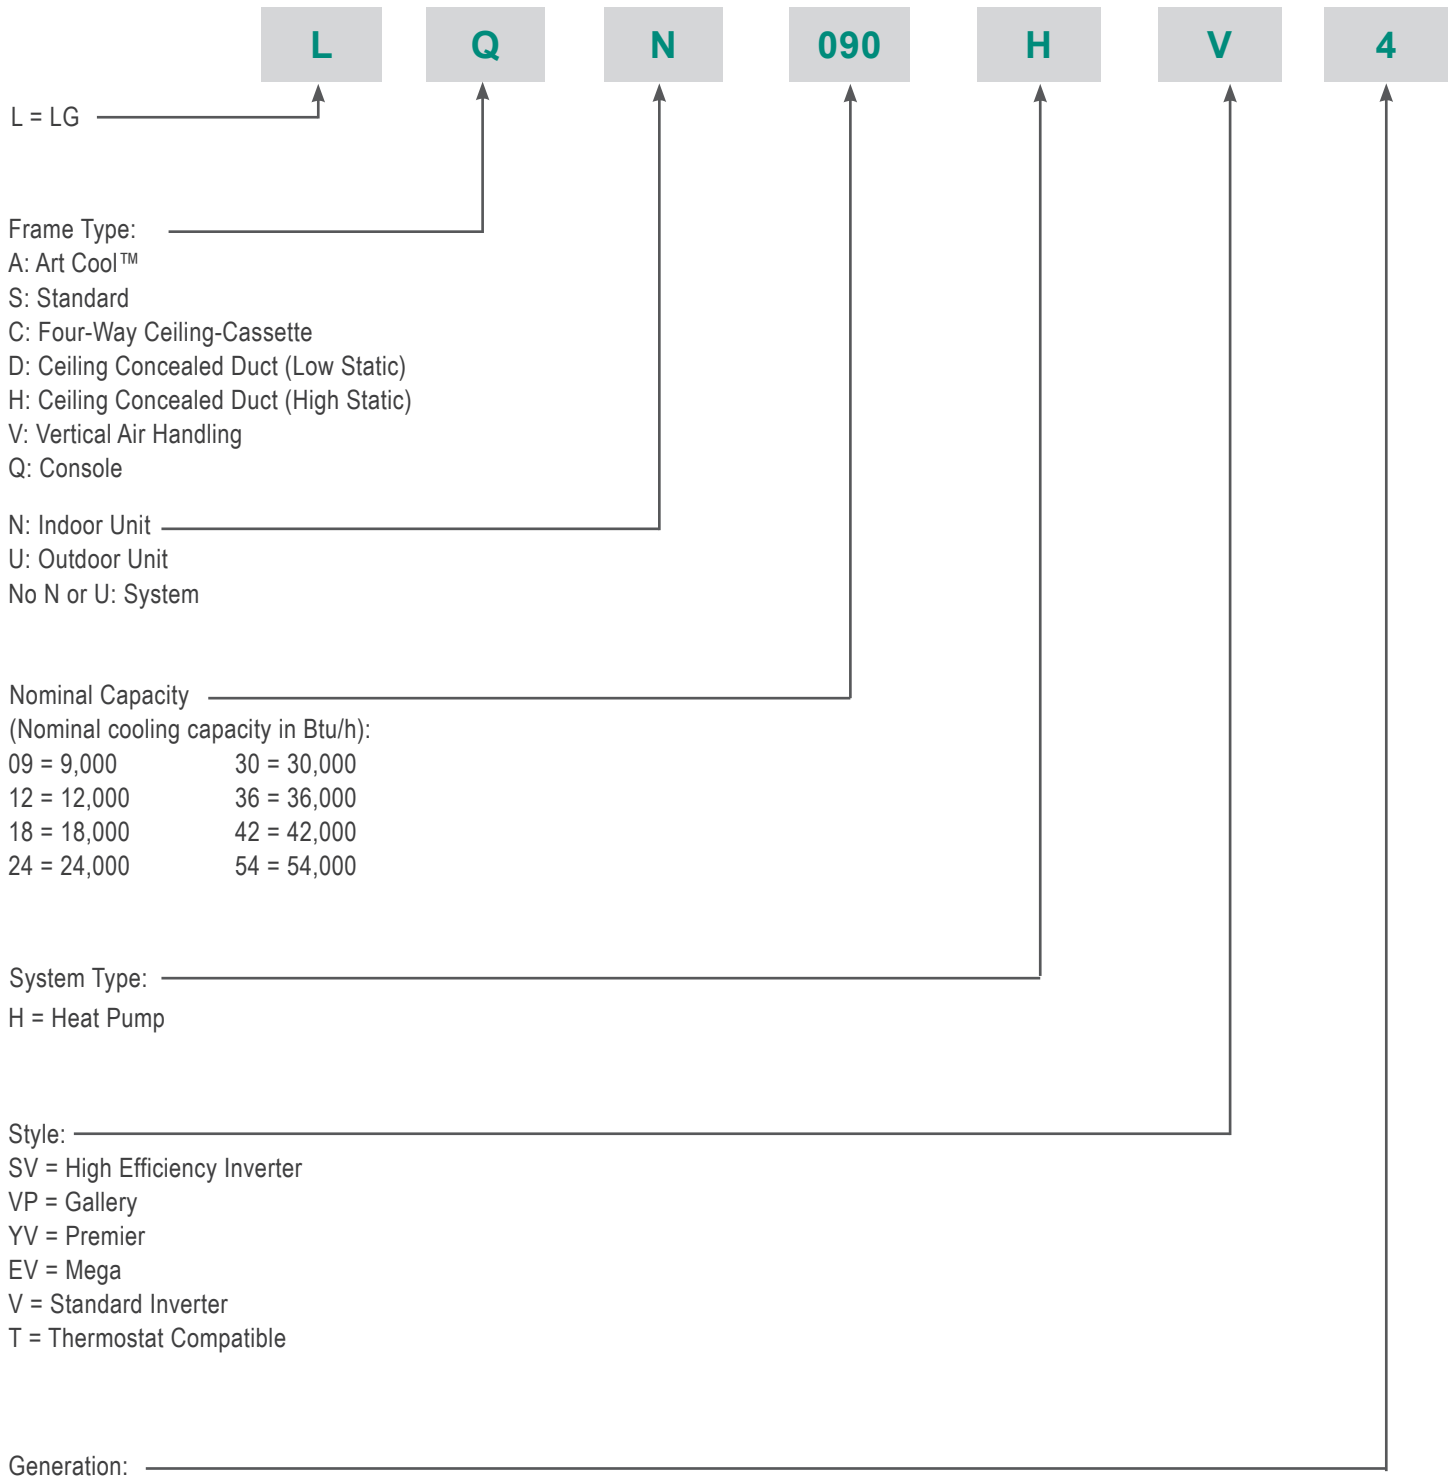 L Q N 090 H V 4
L = LG
Frame Type:
A: Art Cool™
S: Standard
C: Four-Way Ceiling-Cassette
D: Ceiling Concealed Duct (Low Static)
H: Ceiling Concealed Duct (High Static)
V: Vertical Air Handling
Q: Console
N: Indoor Unit
U: Outdoor Unit
No N or U: System
Nominal Capacity
(Nominal cooling capacity in Btu/h):
09 = 9,000 30 = 30,000
12 = 12,000 36 = 36,000
18 = 18,000 42 = 42,000
24 = 24,000 54 = 54,000
System Type:
H = Heat Pump
Style:
SV = High Efficiency Inverter
VP = Gallery
YV = Premier
EV = Mega
V = Standard Inverter
T = Thermostat Compatible
Generation: